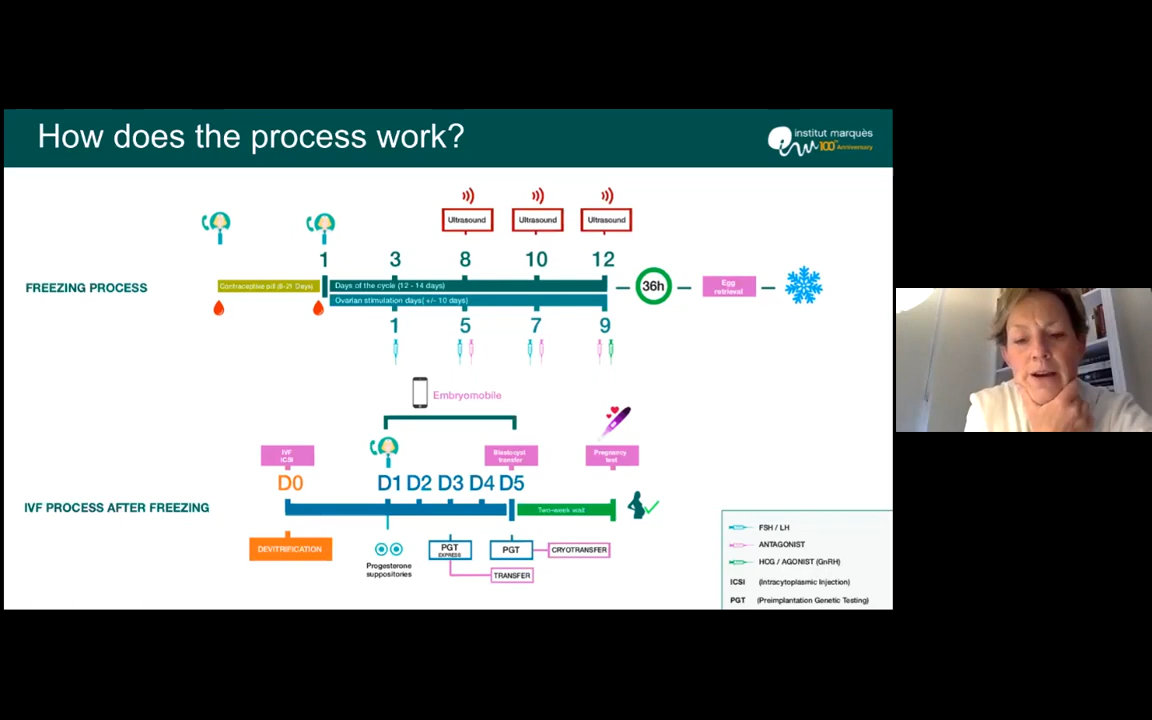 How does the process work?
institut marquès
100th Anniversary
Ultrasound
Ultrasound
Ultrasound
1
3
8
10
12
FREEZING PROCESS
Contraceptive pill (8-21 Days)
Days of the cycle (12 - 14 days)
Ovarian stimulation days( +/- 10 days)
36h
Egg
retrieval
1
5
7
9
Embryomobile
IVF
ICSI
Blastocyst
transfer
Pregnancy
test
D0
D1
D2
D3
D4
D5
IVF PROCESS AFTER FREEZING
Two-week wait
DEVITRIFICATION
Progesterone
suppositories
PGT
EXPRESS
PGT
CRYOTRANSFER
TRANSFER
FSH / LH
ANTAGONIST
HCG / AGONIST (GnRH)
ICSI (Intracytoplasmic Injection)
PGT (Preimplantation Genetic Testing)